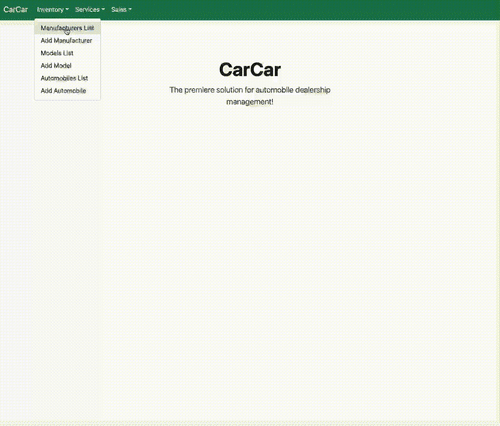 CarCar Inventory Services Sales
Manufacturers List
Add Manufacturer
Models List
Add Model
Automobiles List
Add Automobile
CarCar
The premiere solution for automobile dealership
management!